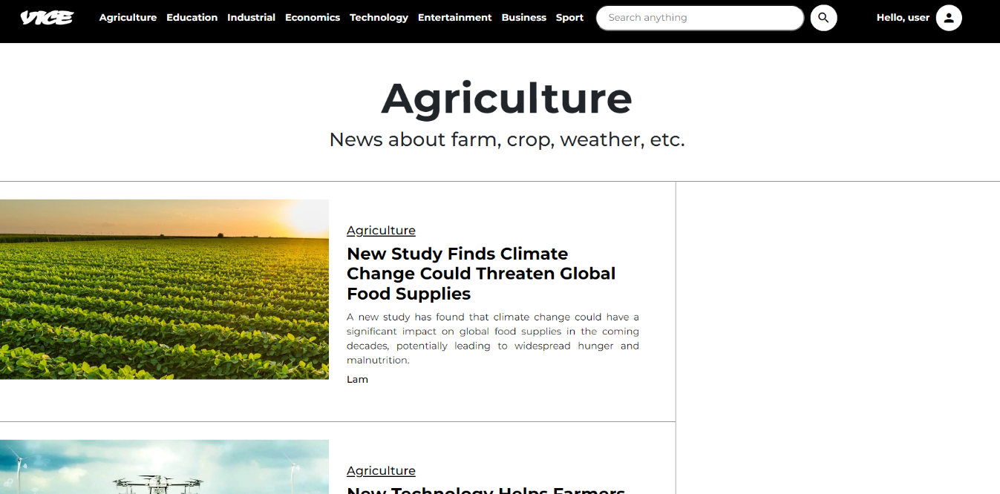 VICE Agriculture Education Industrial Economics Technology Entertainment Business Sport Search anything Hello, user
Agriculture
News about farm, crop, weather, etc.
Agriculture
New Study Finds Climate
Change Could Threaten Global
Food Supplies
A new study has found that climate change could have a
significant impact on global food supplies in the coming
decades, potentially leading to widespread hunger and
malnutrition.
Lam
Agriculture
New Technology Helps Farmers